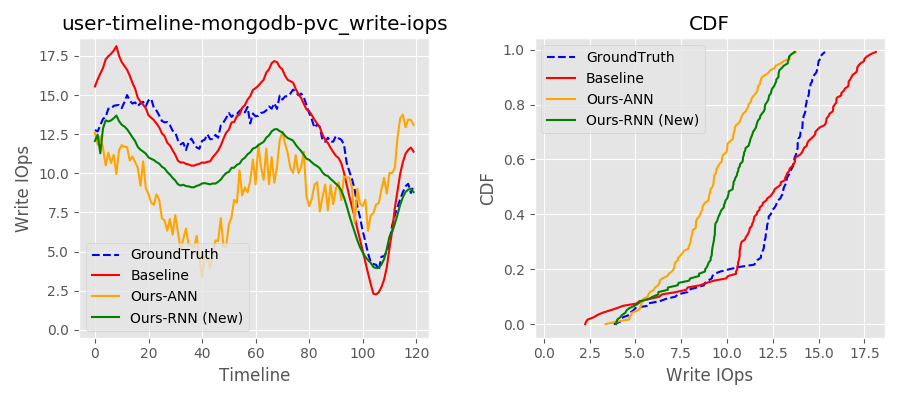 user-timeline-mongodb-pvc_write-iops
Write IOps
17.5
15.0
12.5
10.0
7.5
5.0
2.5
0.0
GroundTruth
Baseline
Ours-ANN
Ours-RNN (New)
0 20 40 60 80 100 120
Timeline
CDF
CDF
1.0
0.8
0.6
0.4
0.2
0.0
GroundTruth
Baseline
Ours-ANN
Ours-RNN (New)
0.0 2.5 5.0 7.5 10.0 12.5 15.0 17.5
Write IOps